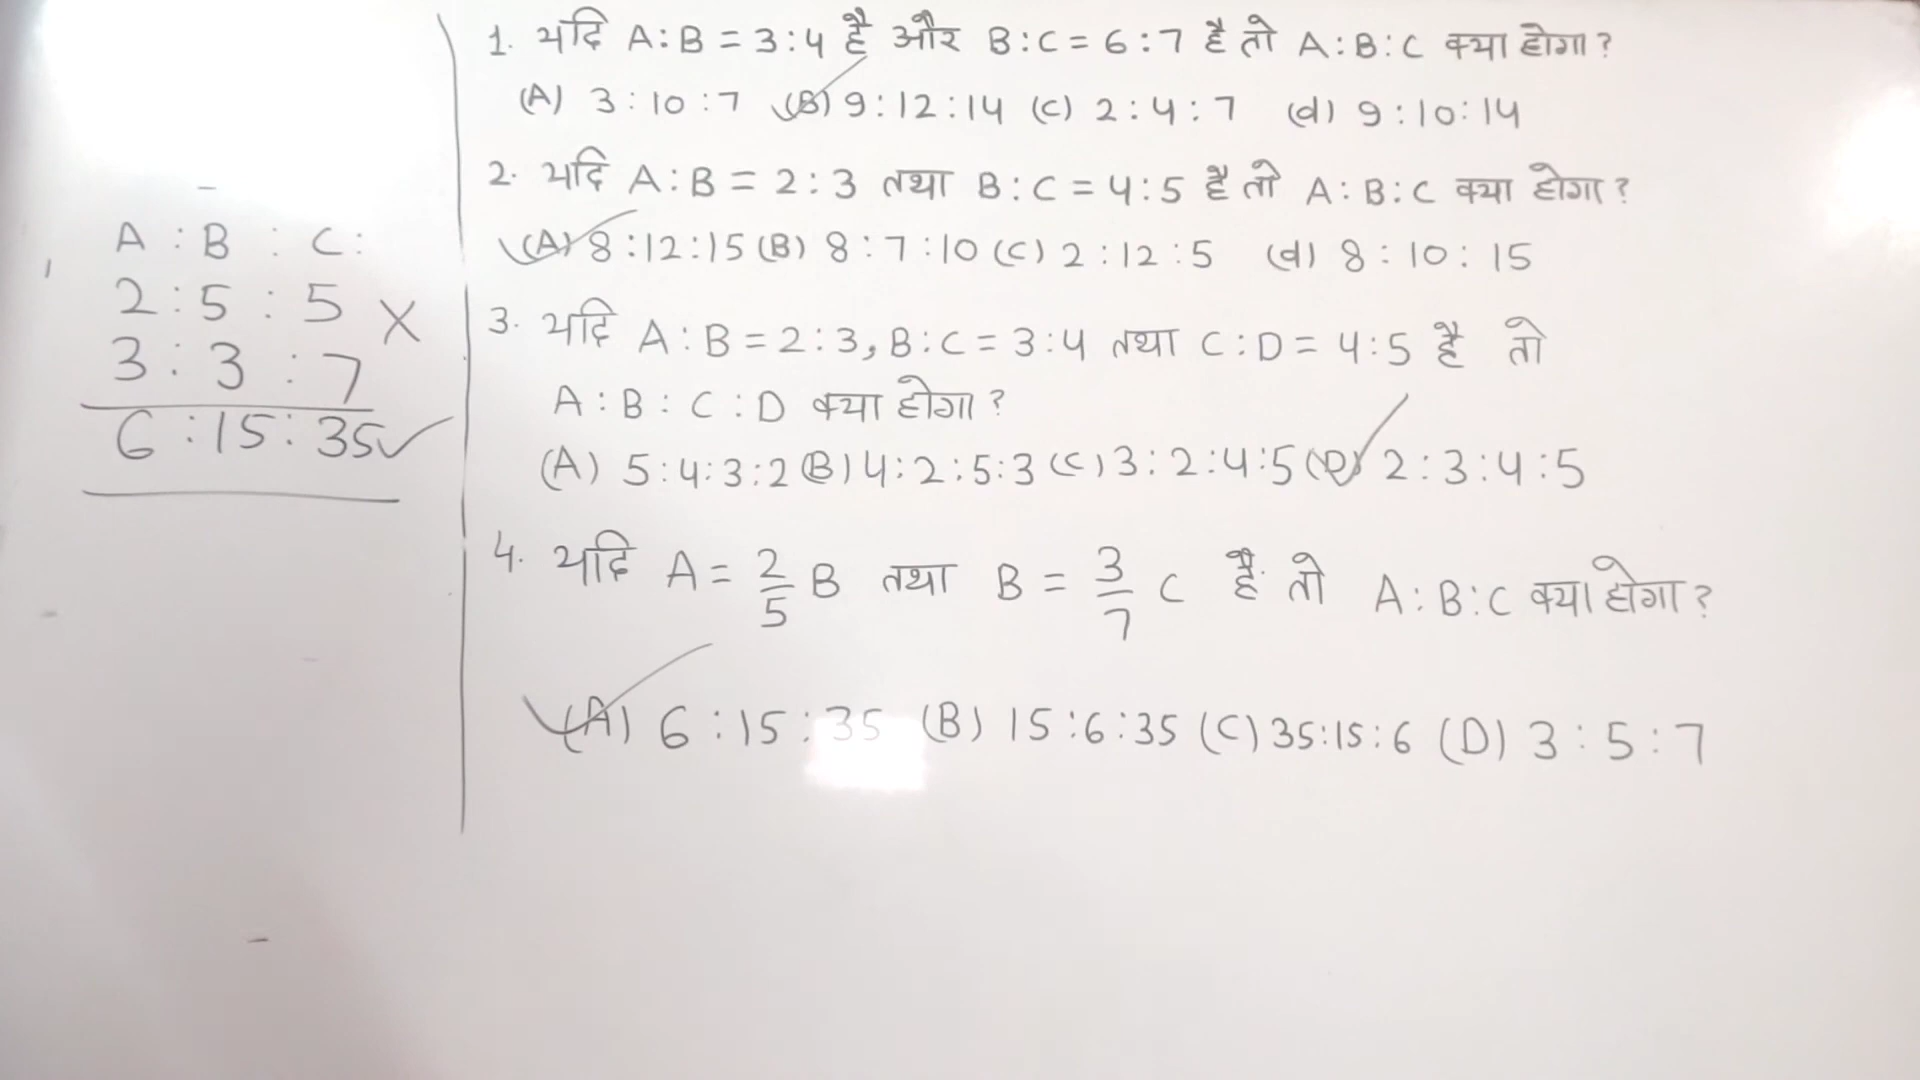 A : B : C :
2 : 5 : 5 ×
3 : 3 : 7
6 : 15 : 35 ✓
1. यदि A:B = 3:4 है और B:C = 6:7 है तो A:B:C क्या होगा?
(A) 3:10:7 (B) 9:12:14 (C) 2:4:7 (d) 9:10:14
2. यदि A:B = 2:3 तथा B:C = 4:5 है तो A:B:C क्या होगा?
(A) 8:12:15 (B) 8:7:10 (C) 2:12:5 (d) 8:10:15
3. यदि A:B = 2:3, B:C = 3:4 तथा C:D = 4:5 है तो
A:B:C:D क्या होगा?
(A) 5:4:3:2 (B) 4:2:5:3 (C) 3:2:4:5 (D) 2:3:4:5
4. यदि A = 2/5 B तथा B = 3/7 C है तो A:B:C क्या होगा?
(A) 6:15:35 (B) 15:6:35 (C) 35:15:6 (D) 3:5:7